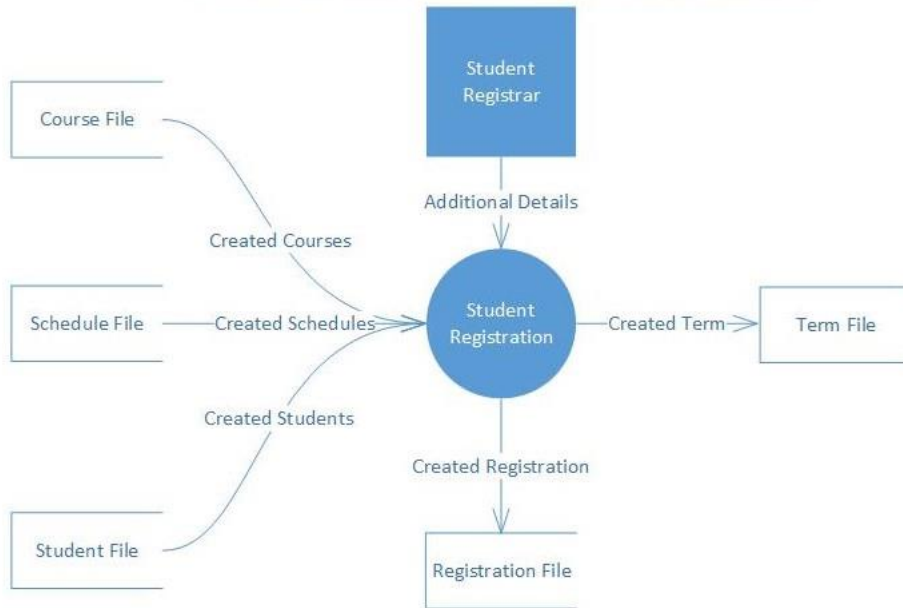 Student
Registrar
Course File
Additional Details
Created Courses
Schedule File
Created Schedules
Student
Registration
Created Term
Term File
Created Students
Created Registration
Student File
Registration File